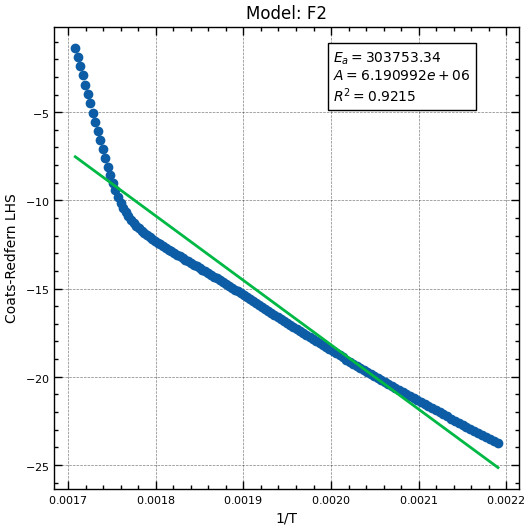 Model: F2
E_a = 303753.34
A = 6.190992e + 06
R² = 0.9215
Coats-Redfern LHS
−5
−10
−15
−20
−25
0.0017 0.0018 0.0019 0.0020 0.0021 0.0022
1/T